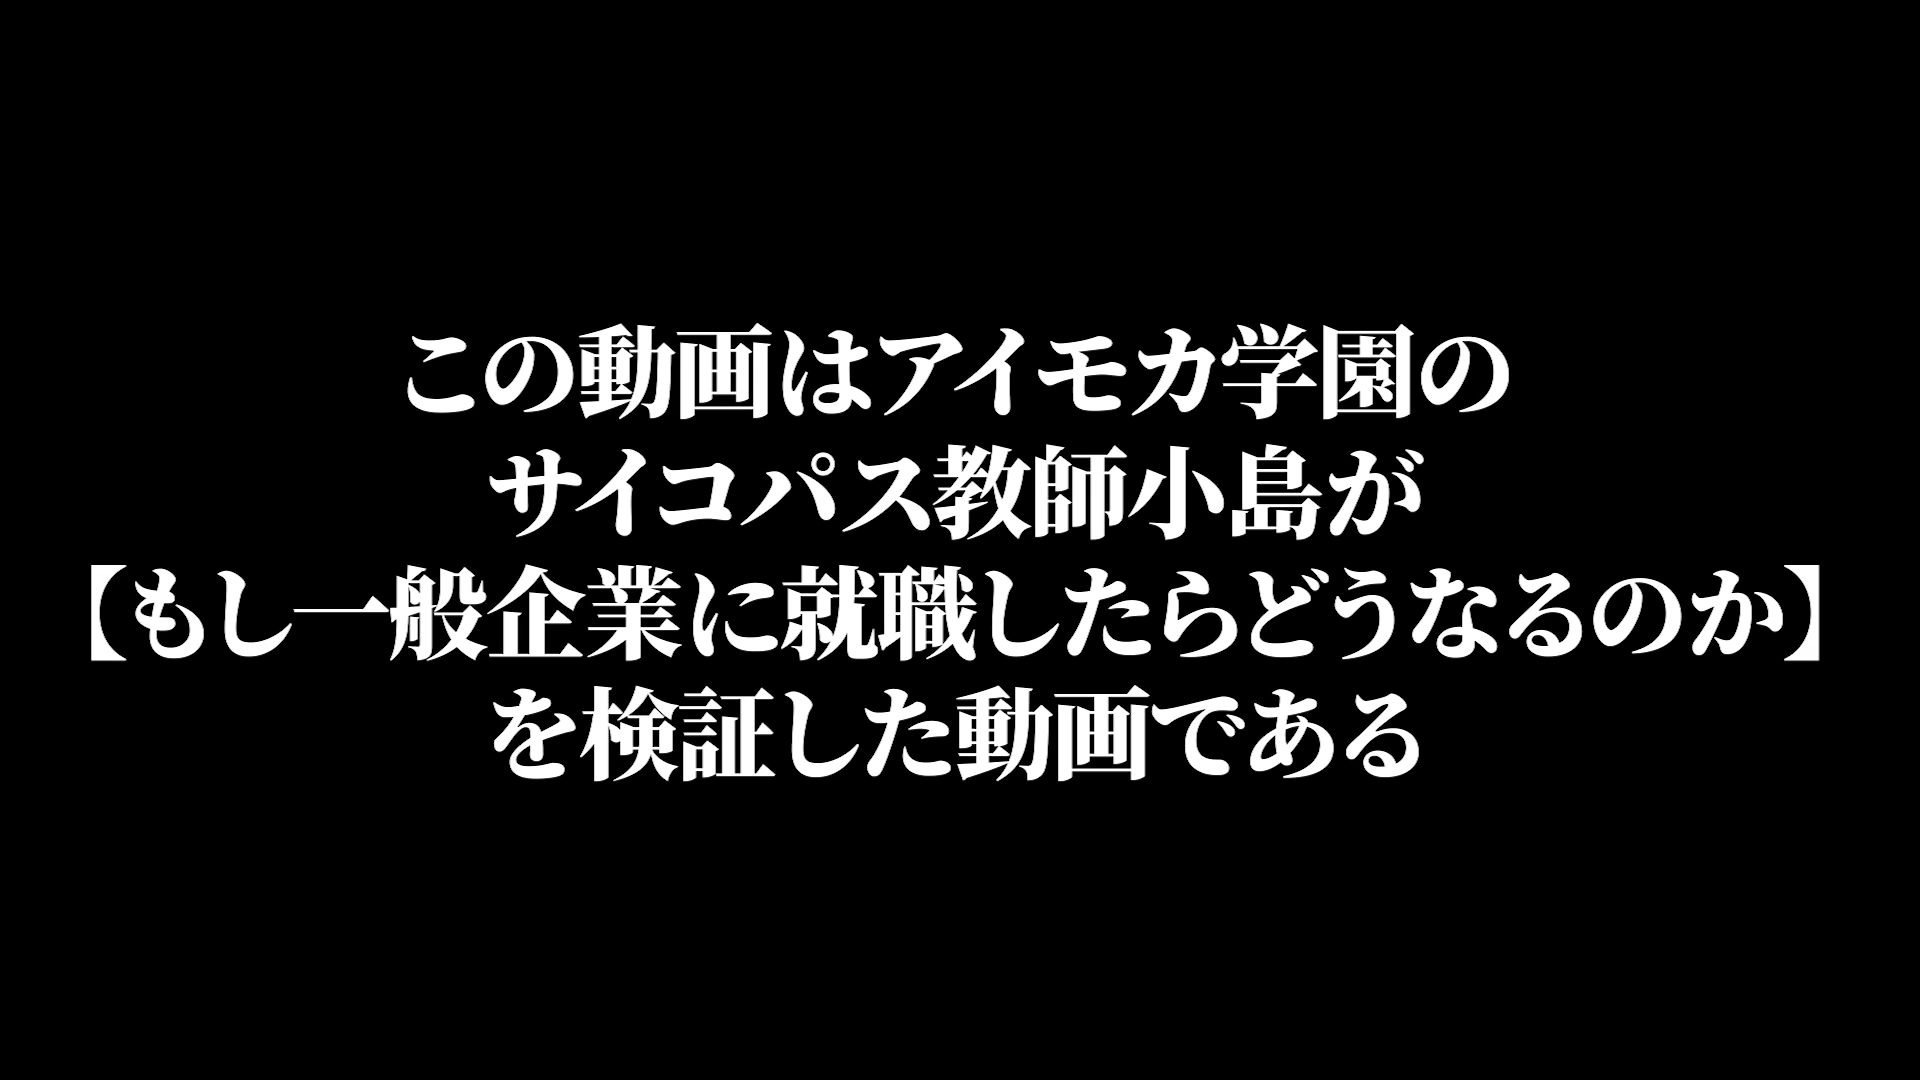 この動画はアイモカ学園の
サイコパス教師小島が
【もし一般企業に就職したらどうなるのか】
を検証した動画である